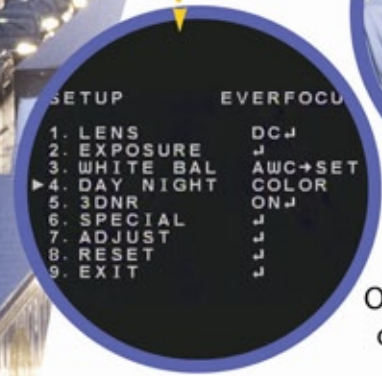 SETUP EVERFOCU
1. LENS DC↲
2. EXPOSURE ↲
3. WHITE BAL AWC→SET
▶4. DAY NIGHT COLOR
5. 3DNR ON↲
6. SPECIAL ↲
7. ADJUST ↲
8. RESET ↲
9. EXIT ↲